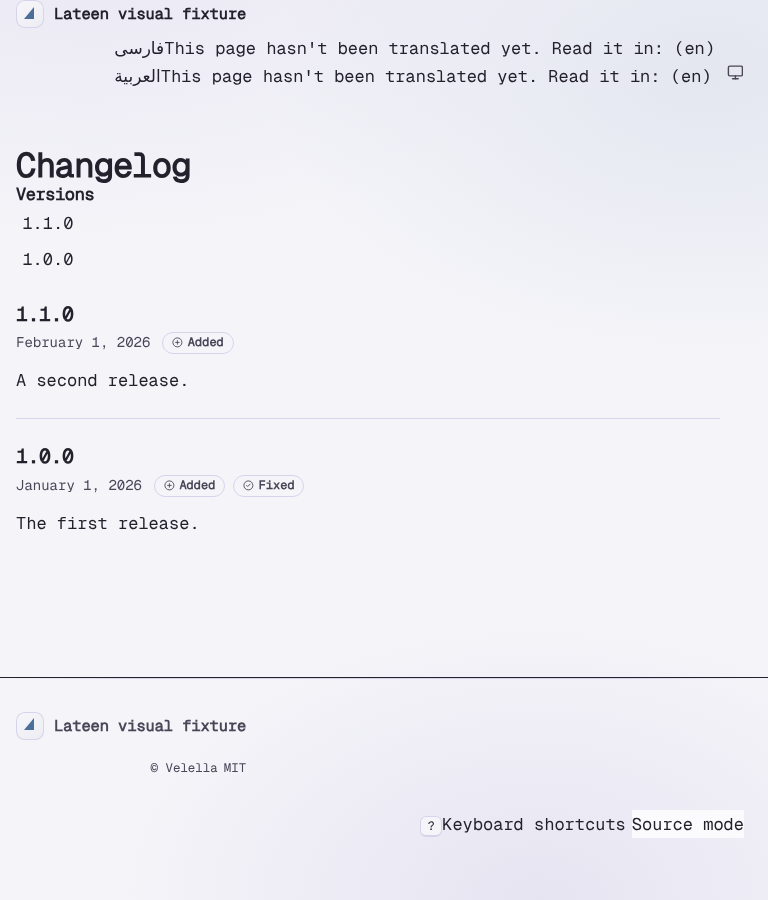 Lateen visual fixture
فارسیThis page hasn't been translated yet. Read it in: (en)
العربيةThis page hasn't been translated yet. Read it in: (en)
Changelog
Versions
1.1.0
1.0.0
1.1.0
February 1, 2026 Added
A second release.
1.0.0
January 1, 2026 Added Fixed
The first release.
Lateen visual fixture
© Velella MIT
? Keyboard shortcuts Source mode